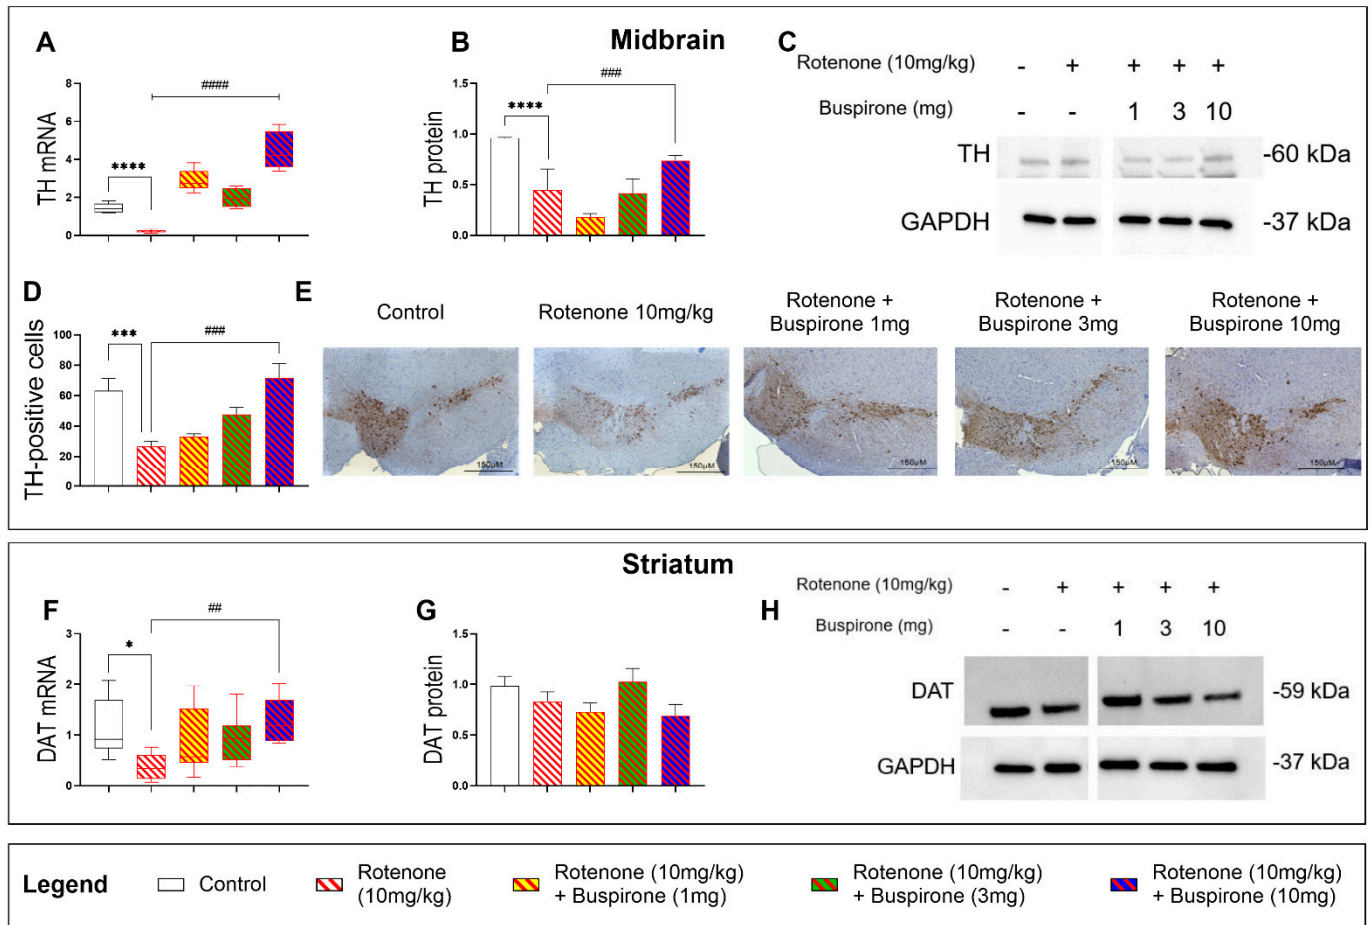 Midbrain
A
####
****
TH mRNA
8
6
4
2
0
B
###
****
TH protein
1.5
1.0
0.5
0.0
C
Rotenone (10mg/kg) - + + + +
Buspirone (mg) - - 1 3 10
TH -60 kDa
GAPDH -37 kDa
D
###
***
TH-positive cells
100
80
60
40
20
0
E
Control
Rotenone 10mg/kg
Rotenone +
Buspirone 1mg
Rotenone +
Buspirone 3mg
Rotenone +
Buspirone 10mg
150µM
150µM
150µM
150µM
150µM
Striatum
F
##
*
DAT mRNA
3
2
1
0
G
DAT protein
1.5
1.0
0.5
0.0
H
Rotenone (10mg/kg) - + + + +
Buspirone (mg) - - 1 3 10
DAT -59 kDa
GAPDH -37 kDa
Legend
Control
Rotenone
(10mg/kg)
Rotenone (10mg/kg)
+ Buspirone (1mg)
Rotenone (10mg/kg)
+ Buspirone (3mg)
Rotenone (10mg/kg)
+ Buspirone (10mg)